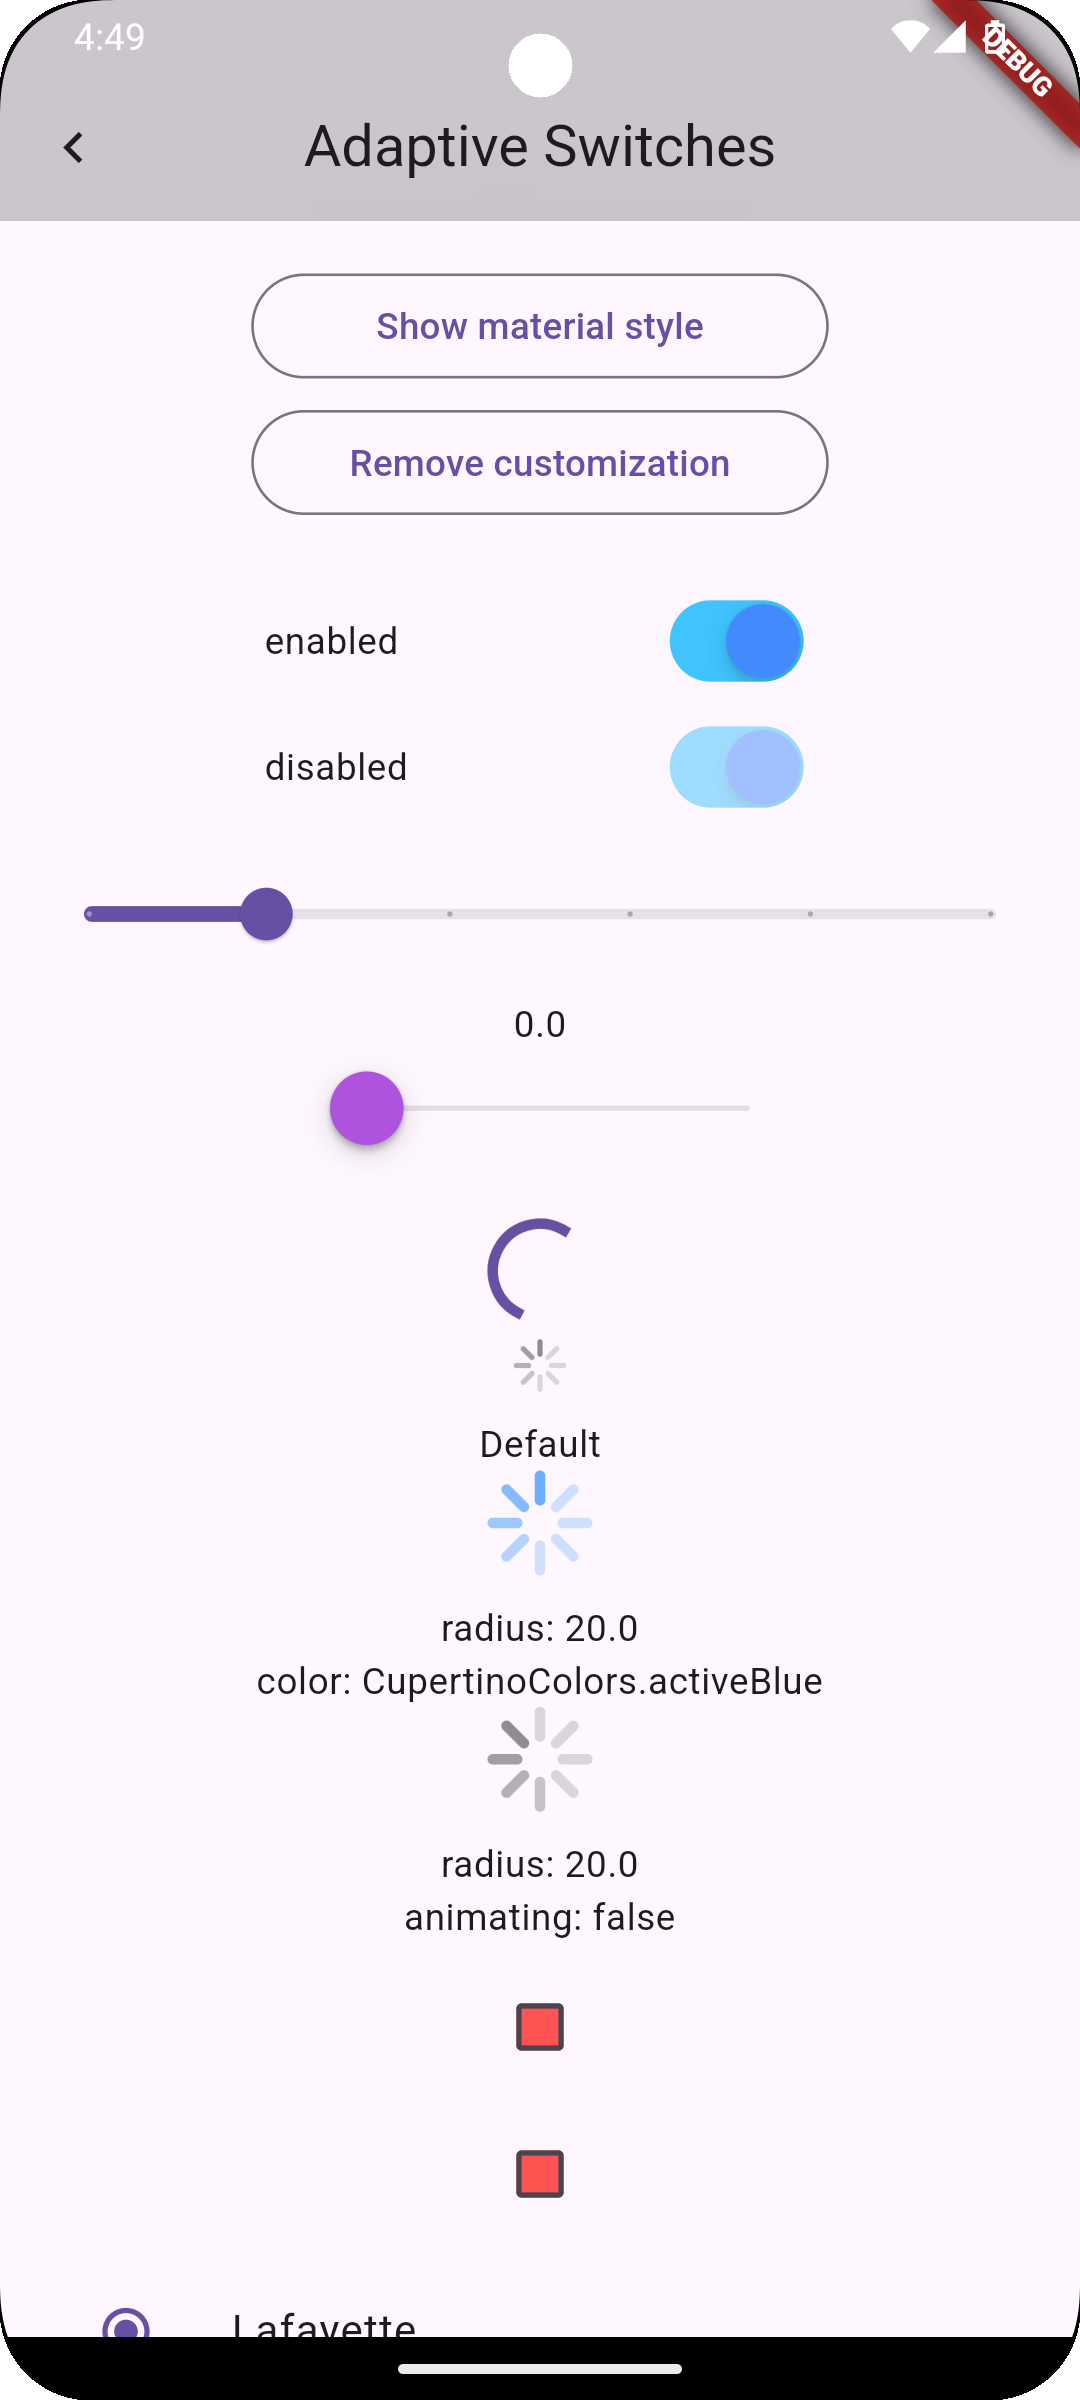 4:49
DEBUG
Adaptive Switches
Show material style
Remove customization
enabled
disabled
0.0
Default
radius: 20.0
color: CupertinoColors.activeBlue
radius: 20.0
animating: false
Lafayette